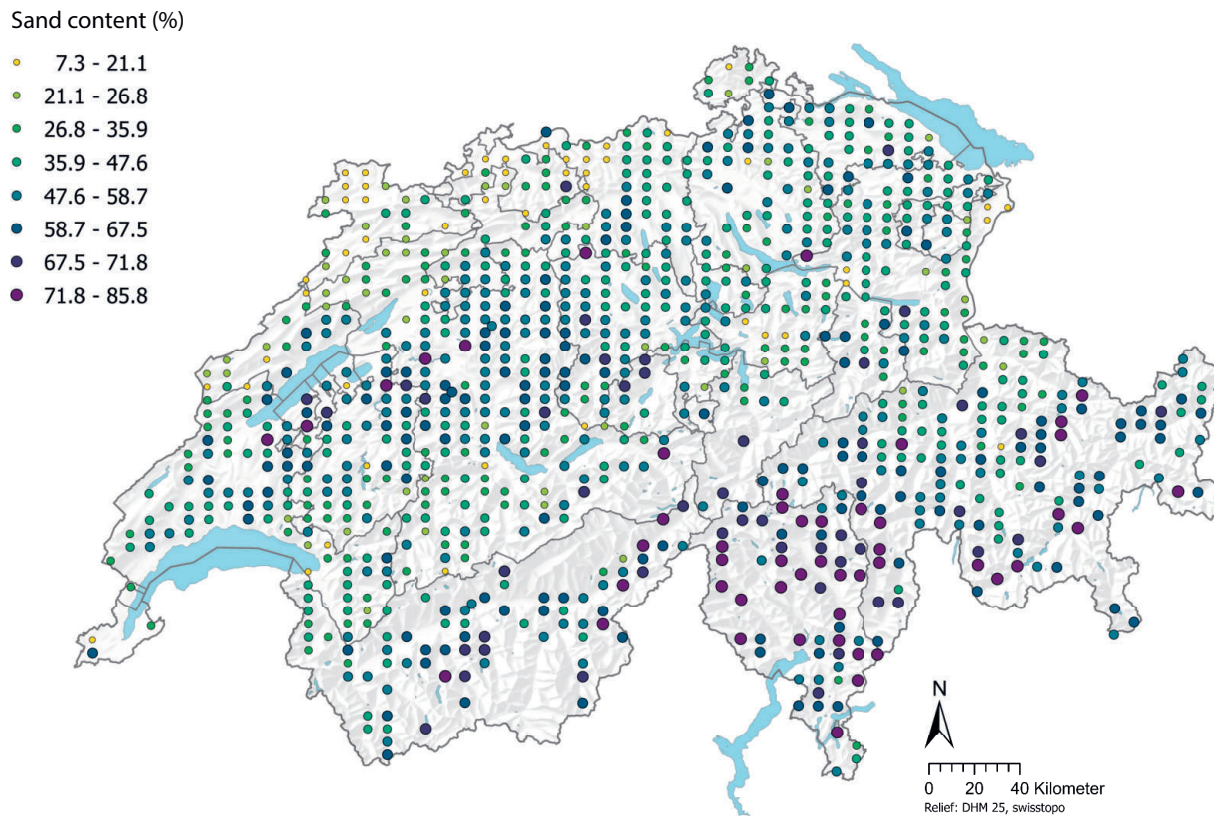 Sand content (%)
7.3 - 21.1
21.1 - 26.8
26.8 - 35.9
35.9 - 47.6
47.6 - 58.7
58.7 - 67.5
67.5 - 71.8
71.8 - 85.8
N
0 20 40 Kilometer
Relief: DHM 25, swisstopo